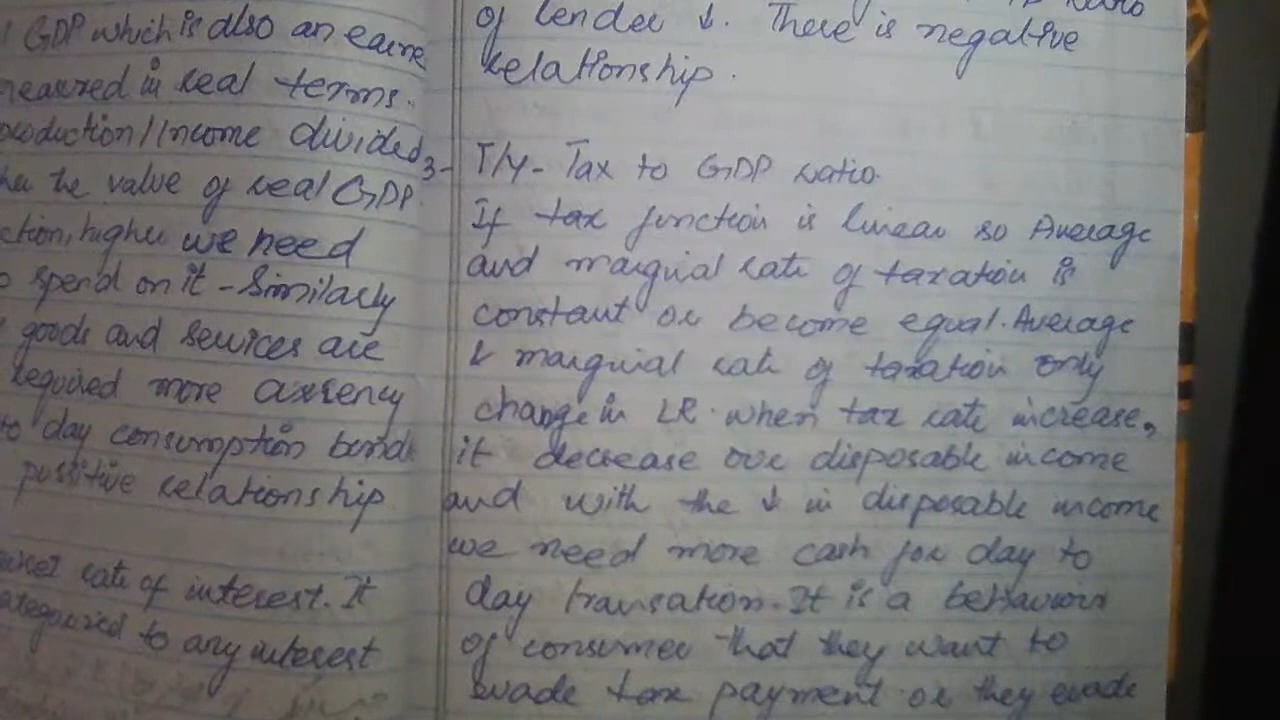 GDP which is also an
measured in real terms.
production/Income divided
the value of real GDP.
higher we need
spend on it - Similarly
goods and services are
required more currency
to day consumption
positive relationship
rate of interest. It
to any interest
of lender ↓. There is negative
relationship.
3- T/Y- Tax to GDP ratio.
If tax function is linear so Average
and marginal rate of taxation is
constant or become equal. Average
& marginal rate of taxation only
change in LR. when tax rate increase,
it decrease our disposable income
and with the ↓ in disposable income
we need more cash for day to
day transation. It is a behaviour
of consumer that they want to
evade tax payment or they evade